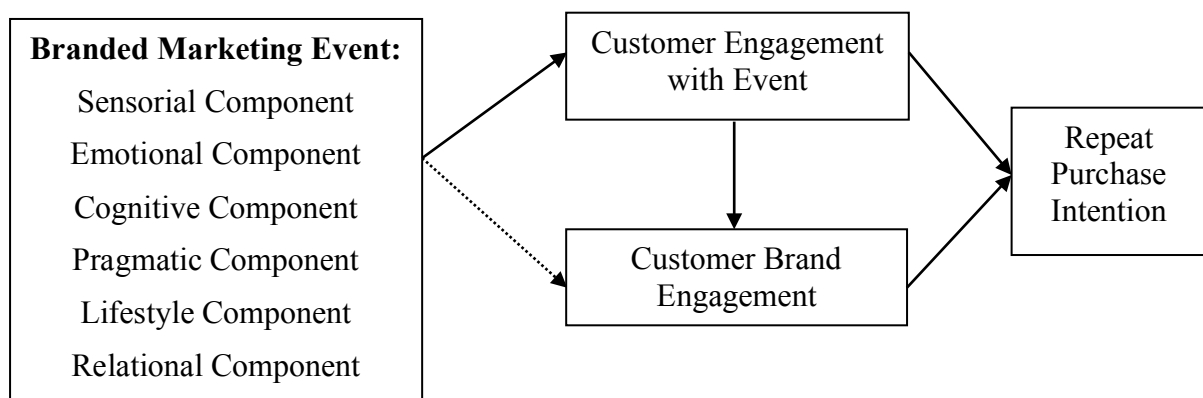 Branded Marketing Event:
Sensorial Component
Emotional Component
Cognitive Component
Pragmatic Component
Lifestyle Component
Relational Component
Customer Engagement
with Event
Customer Brand
Engagement
Repeat
Purchase
Intention